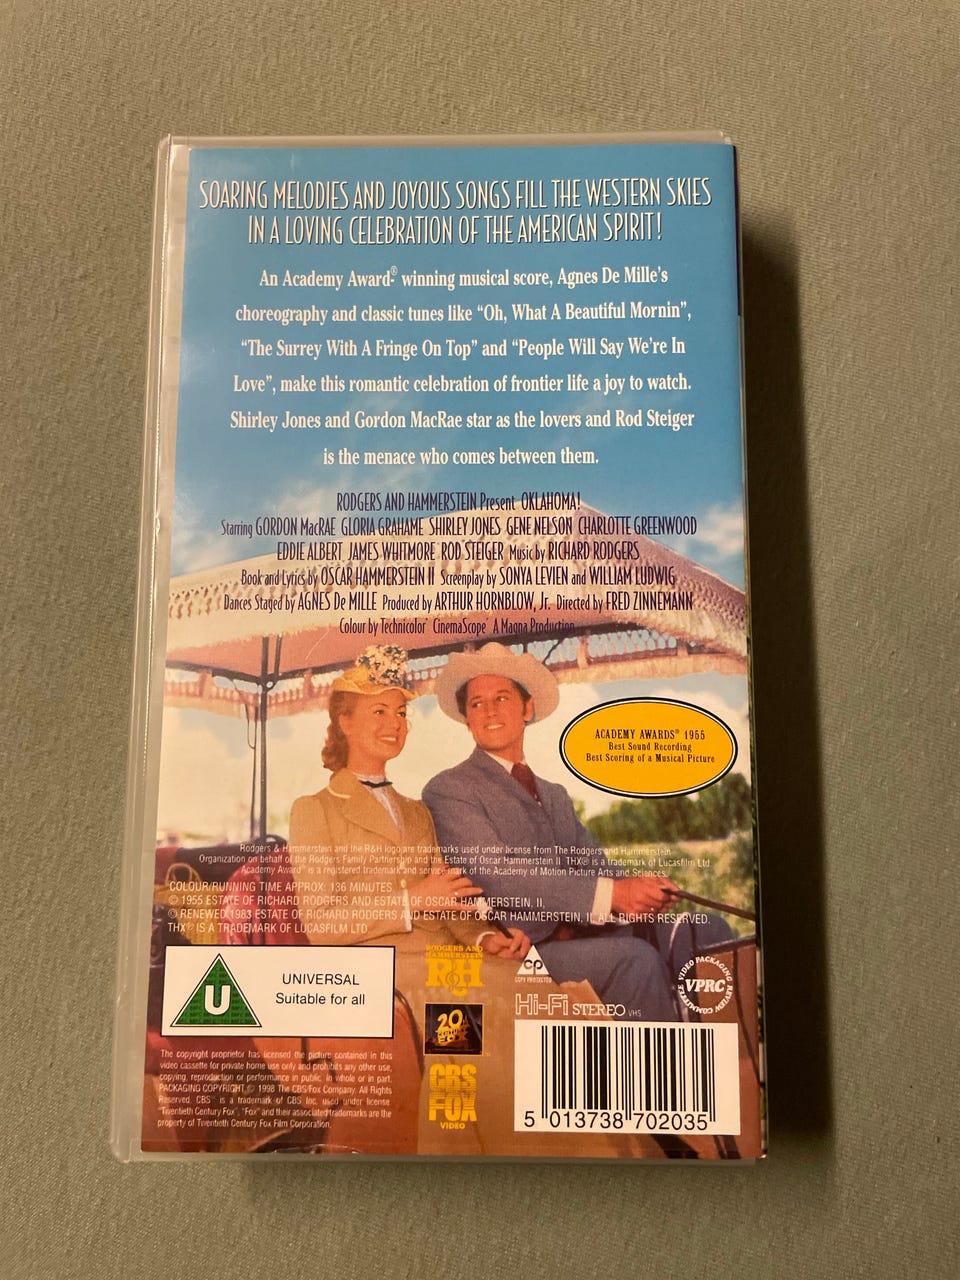 SOARING MELODIES AND JOYOUS SONGS FILL THE WESTERN SKIES
IN A LOVING CELEBRATION OF THE AMERICAN SPIRIT!
An Academy Award® winning musical score, Agnes De Mille's
choreography and classic tunes like "Oh, What A Beautiful Mornin",
"The Surrey With A Fringe On Top" and "People Will Say We're In
Love", make this romantic celebration of frontier life a joy to watch.
Shirley Jones and Gordon MacRae star as the lovers and Rod Steiger
is the menace who comes between them.
RODGERS AND HAMMERSTEIN Present OKLAHOMA!
Starring GORDON MacRAE GLORIA GRAHAME SHIRLEY JONES GENE NELSON CHARLOTTE GREENWOOD
EDDIE ALBERT JAMES WHITMORE ROD STEIGER Music by RICHARD RODGERS
Book and Lyrics by OSCAR HAMMERSTEIN II Screenplay by SONYA LEVIEN and WILLIAM LUDWIG
Dances Staged by AGNES De MILLE Produced by ARTHUR HORNBLOW, Jr. Directed by FRED ZINNEMANN
Colour by Technicolor® CinemaScope® A Magna Production
ACADEMY AWARDS® 1955
Best Sound Recording
Best Scoring of a Musical Picture
Rodgers & Hammerstein and the R&H logo are trademarks used under license from The Rodgers and Hammerstein
Organization on behalf of the Rodgers Family Partnership and the Estate of Oscar Hammerstein II. THX® is a trademark of Lucasfilm Ltd.
Academy Award® is a registered trademark and service mark of the Academy of Motion Picture Arts and Sciences.
COLOUR/RUNNING TIME APPROX: 136 MINUTES
© 1955 ESTATE OF RICHARD RODGERS AND ESTATE OF OSCAR HAMMERSTEIN, II,
© RENEWED 1983 ESTATE OF RICHARD RODGERS AND ESTATE OF OSCAR HAMMERSTEIN, II, ALL RIGHTS RESERVED.
THX® IS A TRADEMARK OF LUCASFILM LTD.
U
UNIVERSAL
Suitable for all
RODGERS AND
HAMMERSTEIN
R&H
CP
COPY PROTECTED
Hi-Fi STEREO VHS
VIDEO PACKAGING REVIEW COMMITTEE
VPRC
20TH
CENTURY
FOX
CBS
FOX
VIDEO
The copyright proprietor has licensed the picture contained in this
video cassette for private home use only and prohibits any other use,
copying, reproduction or performance in public, in whole or in part.
PACKAGING COPYRIGHT © 1998 The CBS/Fox Company. All Rights
Reserved. CBS™ is a trademark of CBS Inc. used under license.
"Twentieth Century Fox", "Fox" and their associated trademarks are the
property of Twentieth Century Fox Film Corporation.
5 013738 702035